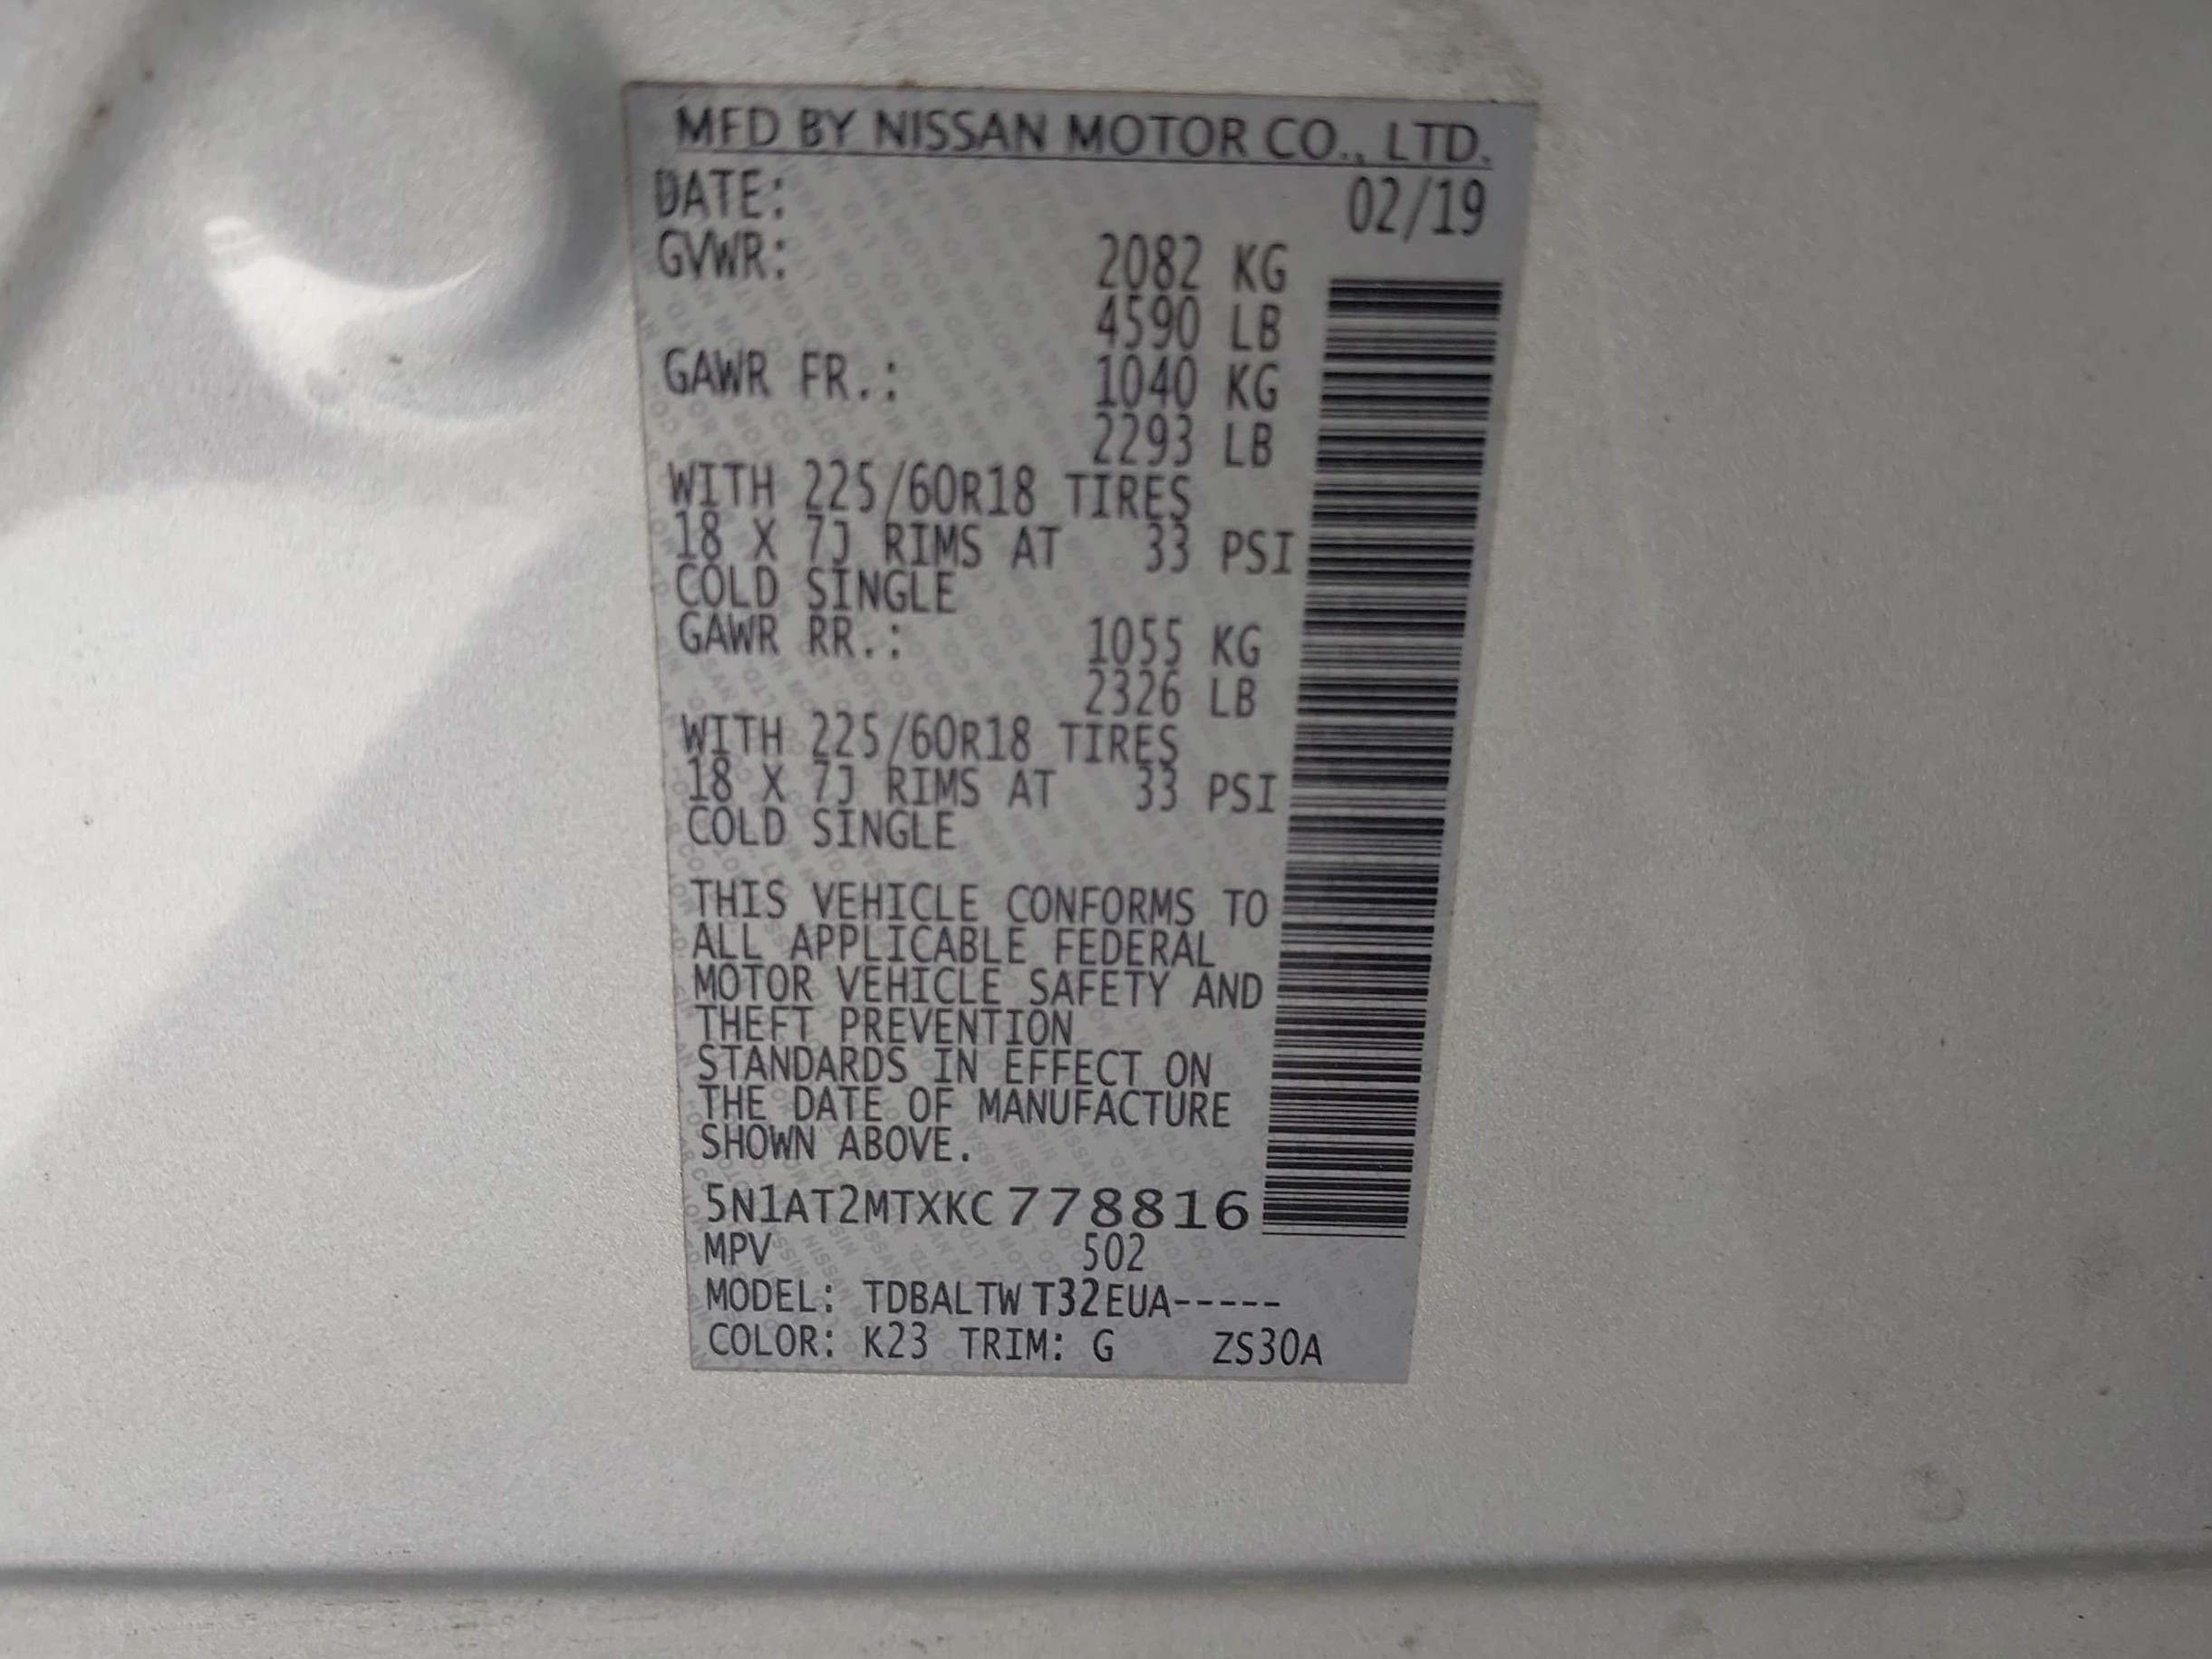 MFD BY NISSAN MOTOR CO., LTD.
DATE: 02/19
GVWR: 2082 KG
4590 LB
GAWR FR.: 1040 KG
2293 LB
WITH 225/60R18 TIRES
18 X 7J RIMS AT 33 PSI
COLD SINGLE
GAWR RR.: 1055 KG
2326 LB
WITH 225/60R18 TIRES
18 X 7J RIMS AT 33 PSI
COLD SINGLE
THIS VEHICLE CONFORMS TO
ALL APPLICABLE FEDERAL
MOTOR VEHICLE SAFETY AND
THEFT PREVENTION
STANDARDS IN EFFECT ON
THE DATE OF MANUFACTURE
SHOWN ABOVE.
5N1AT2MTXKC778816
MPV 502
MODEL: TDBALTW T32EUA-----
COLOR: K23 TRIM: G ZS30A